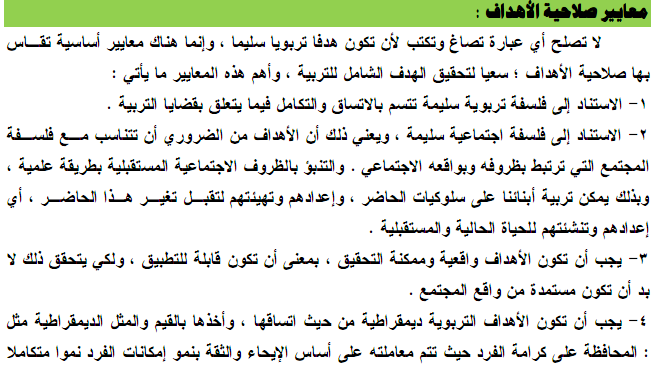 معايير صلاحية الأهداف :
لا تصلح أي عبارة تصاغ وتكتب لأن تكون هدفا تربويا سليما ، وإنما هناك معايير أساسية تقاس
بها صلاحية الأهداف ؛ سعيا لتحقيق الهدف الشامل للتربية ، وأهم هذه المعايير ما يأتي :
١- الاستناد إلى فلسفة تربوية سليمة تتسم بالاتساق والتكامل فيما يتعلق بقضايا التربية .
٢- الاستناد إلى فلسفة اجتماعية سليمة ، ويعني ذلك أن الأهداف من الضروري أن تتناسب مع فلسفة
المجتمع التي ترتبط بظروفه وبواقعه الاجتماعي . والتنبؤ بالظروف الاجتماعية المستقبلية بطريقة علمية ،
وبذلك يمكن تربية أبنائنا على سلوكيات الحاضر ، وإعدادهم وتهيئتهم لتقبل تغير هذا الحاضر ، أي
إعدادهم وتنشئتهم للحياة الحالية والمستقبلية .
٣- يجب أن تكون الأهداف واقعية وممكنة التحقيق ، بمعنى أن تكون قابلة للتطبيق ، ولكي يتحقق ذلك لا
بد أن تكون مستمدة من واقع المجتمع .
٤- يجب أن تكون الأهداف التربوية ديمقراطية من حيث اتساقها ، وأخذها بالقيم والمثل الديمقراطية مثل
: المحافظة على كرامة الفرد حيث تتم معاملته على أساس الإيحاء والثقة بنمو إمكانات الفرد نموا متكاملا